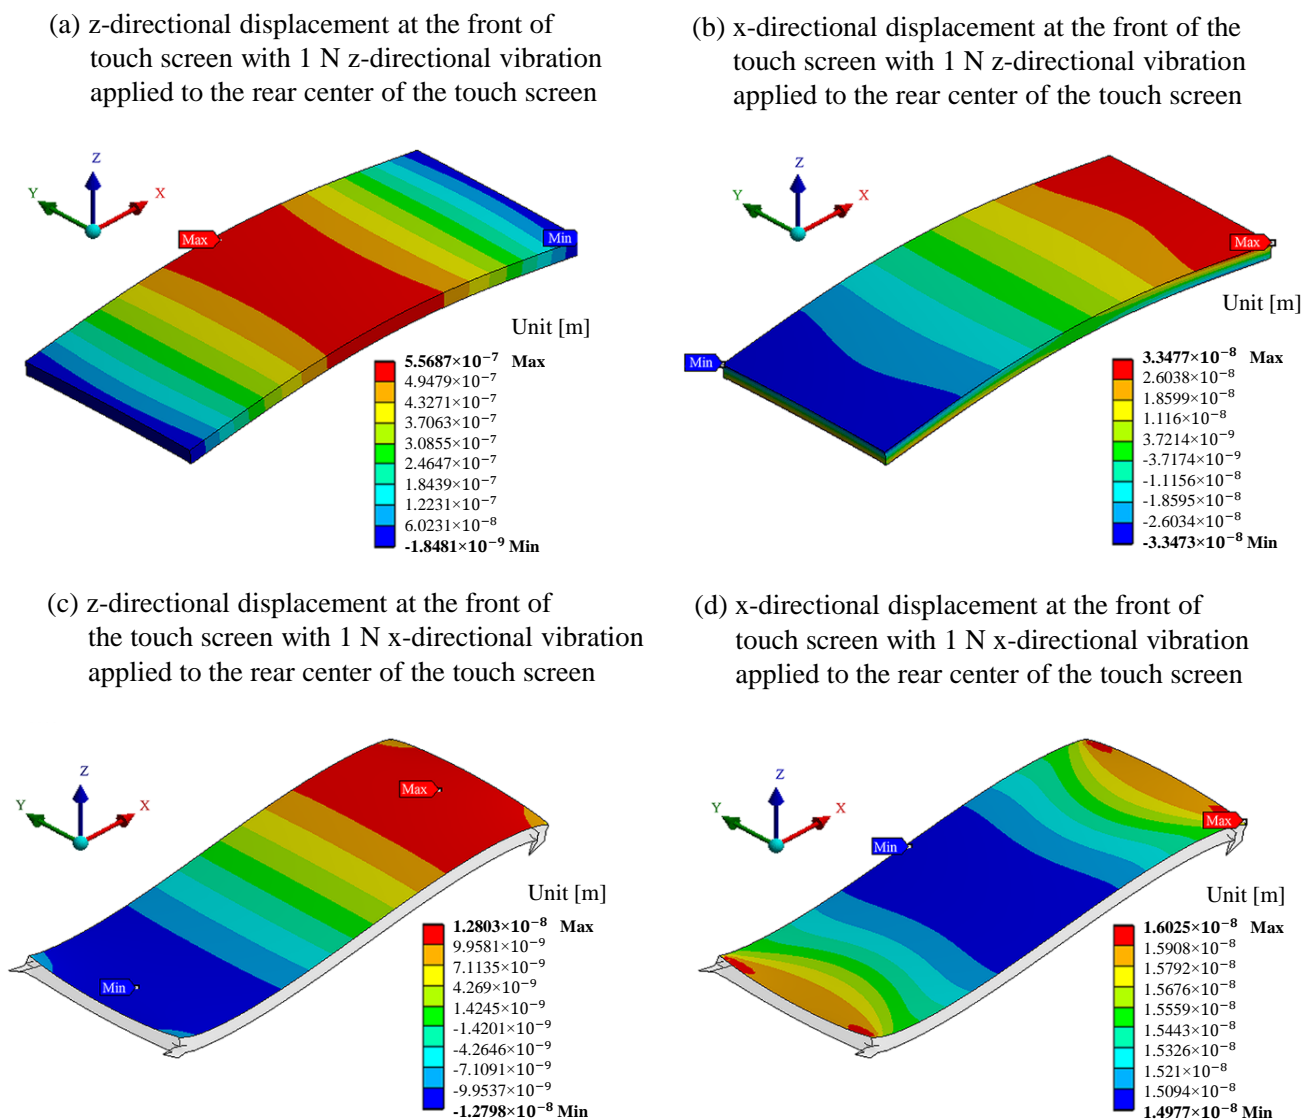 (a) z-directional displacement at the front of
touch screen with 1 N z-directional vibration
applied to the rear center of the touch screen
Z
Y
X
Max
Min
Unit [m]
5.5687×10⁻⁷ Max
4.9479×10⁻⁷
4.3271×10⁻⁷
3.7063×10⁻⁷
3.0855×10⁻⁷
2.4647×10⁻⁷
1.8439×10⁻⁷
1.2231×10⁻⁷
6.0231×10⁻⁸
-1.8481×10⁻⁹ Min
(b) x-directional displacement at the front of the
touch screen with 1 N z-directional vibration
applied to the rear center of the touch screen
Z
Y
X
Max
Min
Unit [m]
3.3477×10⁻⁸ Max
2.6038×10⁻⁸
1.8599×10⁻⁸
1.116×10⁻⁸
3.7214×10⁻⁹
-3.7174×10⁻⁹
-1.1156×10⁻⁸
-1.8595×10⁻⁸
-2.6034×10⁻⁸
-3.3473×10⁻⁸ Min
(c) z-directional displacement at the front of
the touch screen with 1 N x-directional vibration
applied to the rear center of the touch screen
Z
Y
X
Max
Min
Unit [m]
1.2803×10⁻⁸ Max
9.9581×10⁻⁹
7.1135×10⁻⁹
4.269×10⁻⁹
1.4245×10⁻⁹
-1.4201×10⁻⁹
-4.2646×10⁻⁹
-7.1091×10⁻⁹
-9.9537×10⁻⁹
-1.2798×10⁻⁸ Min
(d) x-directional displacement at the front of
touch screen with 1 N x-directional vibration
applied to the rear center of the touch screen
Z
Y
X
Min
Max
Unit [m]
1.6025×10⁻⁸ Max
1.5908×10⁻⁸
1.5792×10⁻⁸
1.5676×10⁻⁸
1.5559×10⁻⁸
1.5443×10⁻⁸
1.5326×10⁻⁸
1.521×10⁻⁸
1.5094×10⁻⁸
1.4977×10⁻⁸ Min